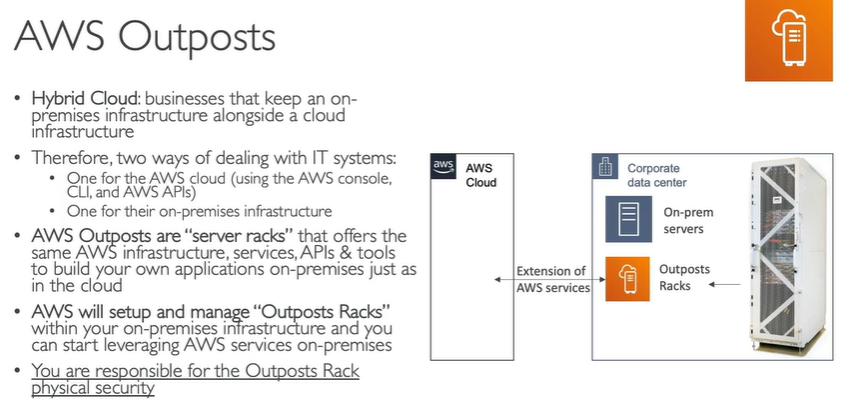 AWS Outposts
• Hybrid Cloud: businesses that keep an on-
premises infrastructure alongside a cloud
infrastructure
• Therefore, two ways of dealing with IT systems:
• One for the AWS cloud (using the AWS console,
CLI, and AWS APIs)
• One for their on-premises infrastructure
• AWS Outposts are “server racks” that offers the
same AWS infrastructure, services, APIs & tools
to build your own applications on-premises just as
in the cloud
• AWS will setup and manage “Outposts Racks”
within your on-premises infrastructure and you
can start leveraging AWS services on-premises
• You are responsible for the Outposts Rack
physical security
aws
AWS
Cloud
Extension of
AWS services
Corporate
data center
On-prem
servers
Outposts
Racks